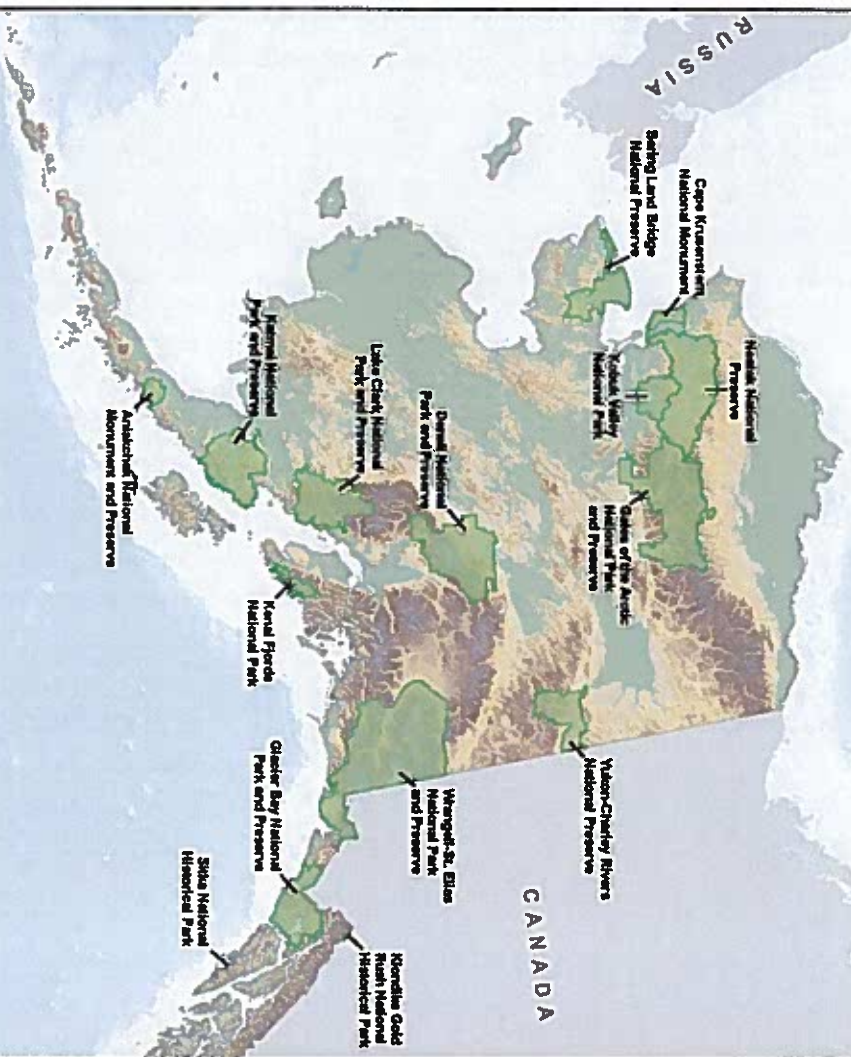 RUSSIA
Bering Land Bridge
National Preserve
Cape Krusenstern
National Monument
Noatak National
Preserve
Kobuk Valley
National Park
Gates of the Arctic
National Park
and Preserve
Yukon-Charley Rivers
National Preserve
CANADA
Denali National
Park and Preserve
Lake Clark National
Park and Preserve
Katmai National
Park and Preserve
Aniakchak National
Monument and Preserve
Kenai Fjords
National Park
Wrangell-St. Elias
National Park
and Preserve
Glacier Bay National
Park and Preserve
Klondike Gold
Rush National
Historical Park
Sitka National
Historical Park